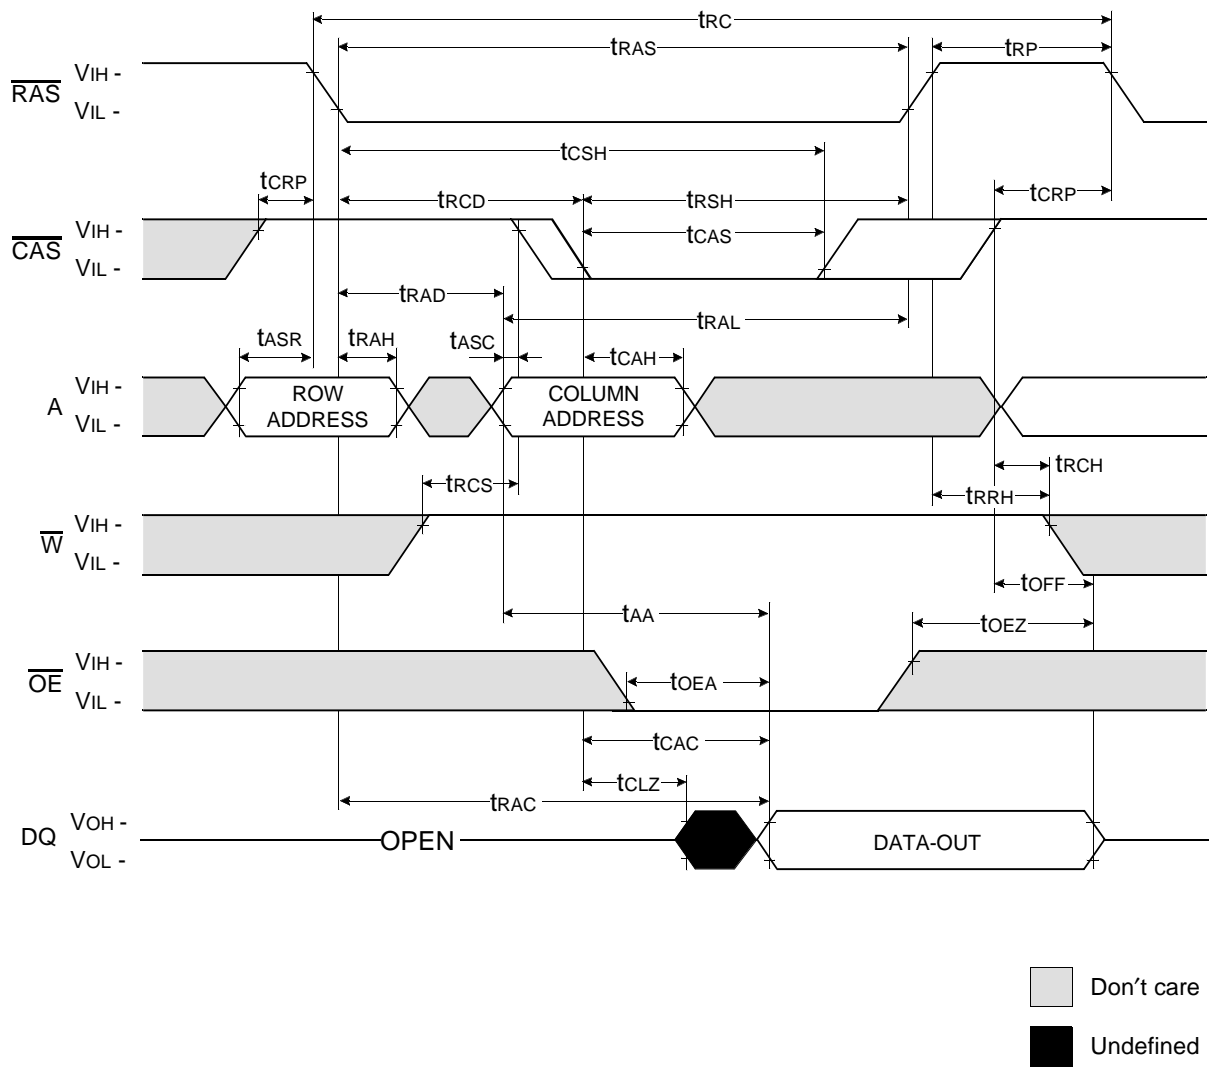 tRC
tRAS
tRP
RAS
VIH -
VIL -
tCSH
tCRP
tRCD
tRSH
tCRP
CAS
VIH -
VIL -
tCAS
tRAD
tRAL
tASR
tRAH
tASC
tCAH
A
VIH -
VIL -
ROW
ADDRESS
COLUMN
ADDRESS
tRCS
tRCH
tRRH
W
VIH -
VIL -
tOFF
tAA
tOEZ
OE
VIH -
VIL -
tOEA
tCAC
tCLZ
tRAC
DQ
VOH -
VOL -
OPEN
DATA-OUT
Don′t care
Undefined